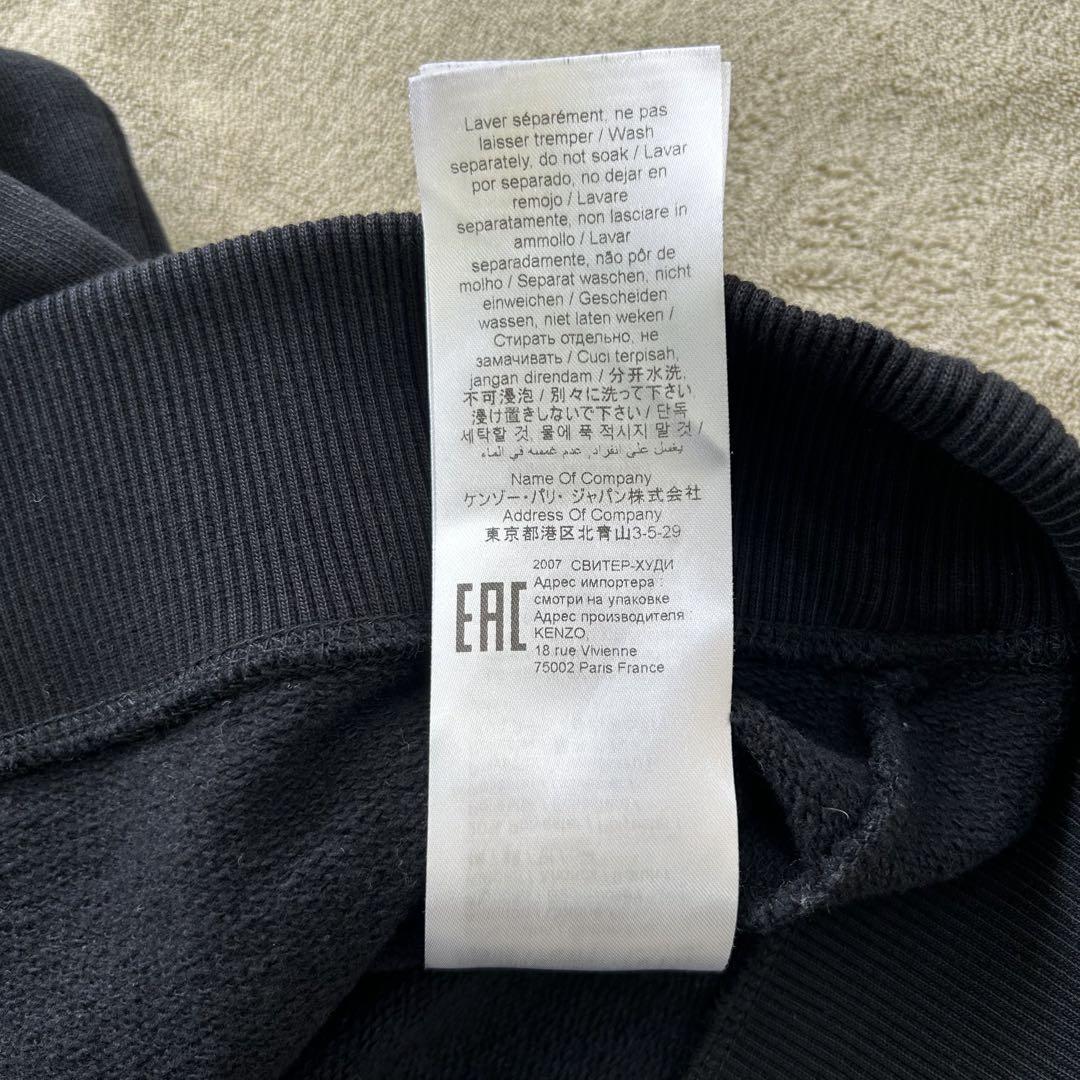 Laver séparément, ne pas
laisser tremper / Wash
separately, do not soak / Lavar
por separado, no dejar en
remojo / Lavare
separatamente, non lasciare in
ammollo / Lavar
separadamente, não pôr de
molho / Separat waschen, nicht
einweichen / Gescheiden
wassen, niet laten weken /
Стирать отдельно, не
замачивать / Cuci terpisah,
jangan direndam / 分开水洗,
不可浸泡 / 別々に洗って下さい
浸け置きしないで下さい / 단독
세탁할 것, 물에 푹 적시지 말 것 /
يغسل على انفراد, عدم غمسه في الماء
Name Of Company
ケンゾー・パリ・ジャパン株式会社
Address Of Company
東京都港区北青山3-5-29
2007 СВИТЕР-ХУДИ
Адрес импортера :
смотри на упаковке
Адрес производителя :
KENZO,
18 rue Vivienne
75002 Paris France
EAC